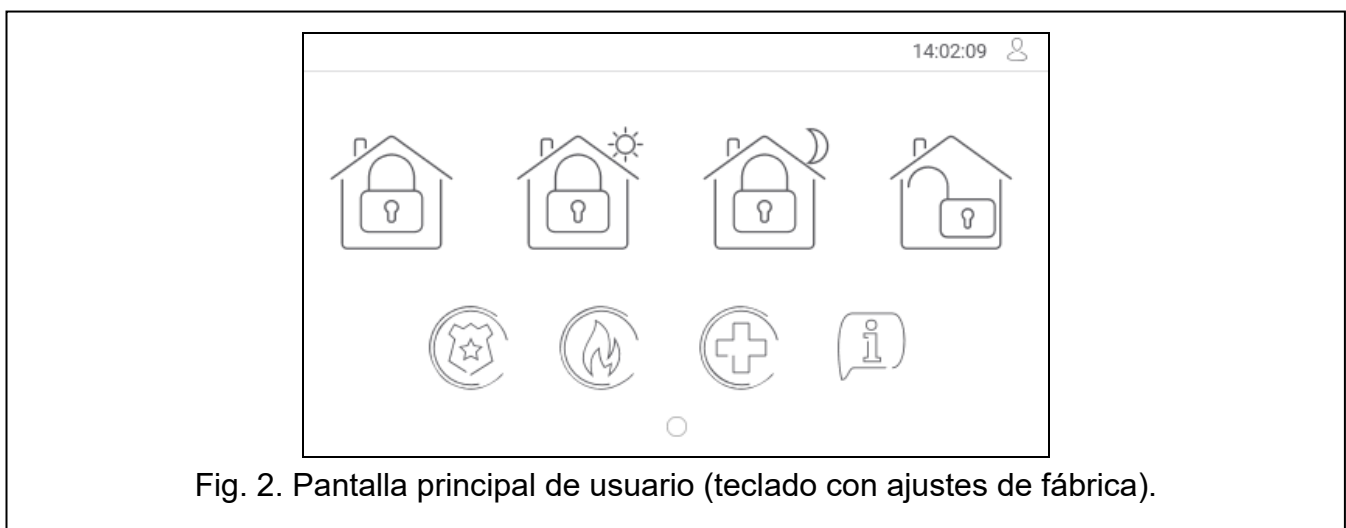 14:02:09
Fig. 2. Pantalla principal de usuario (teclado con ajustes de fábrica).